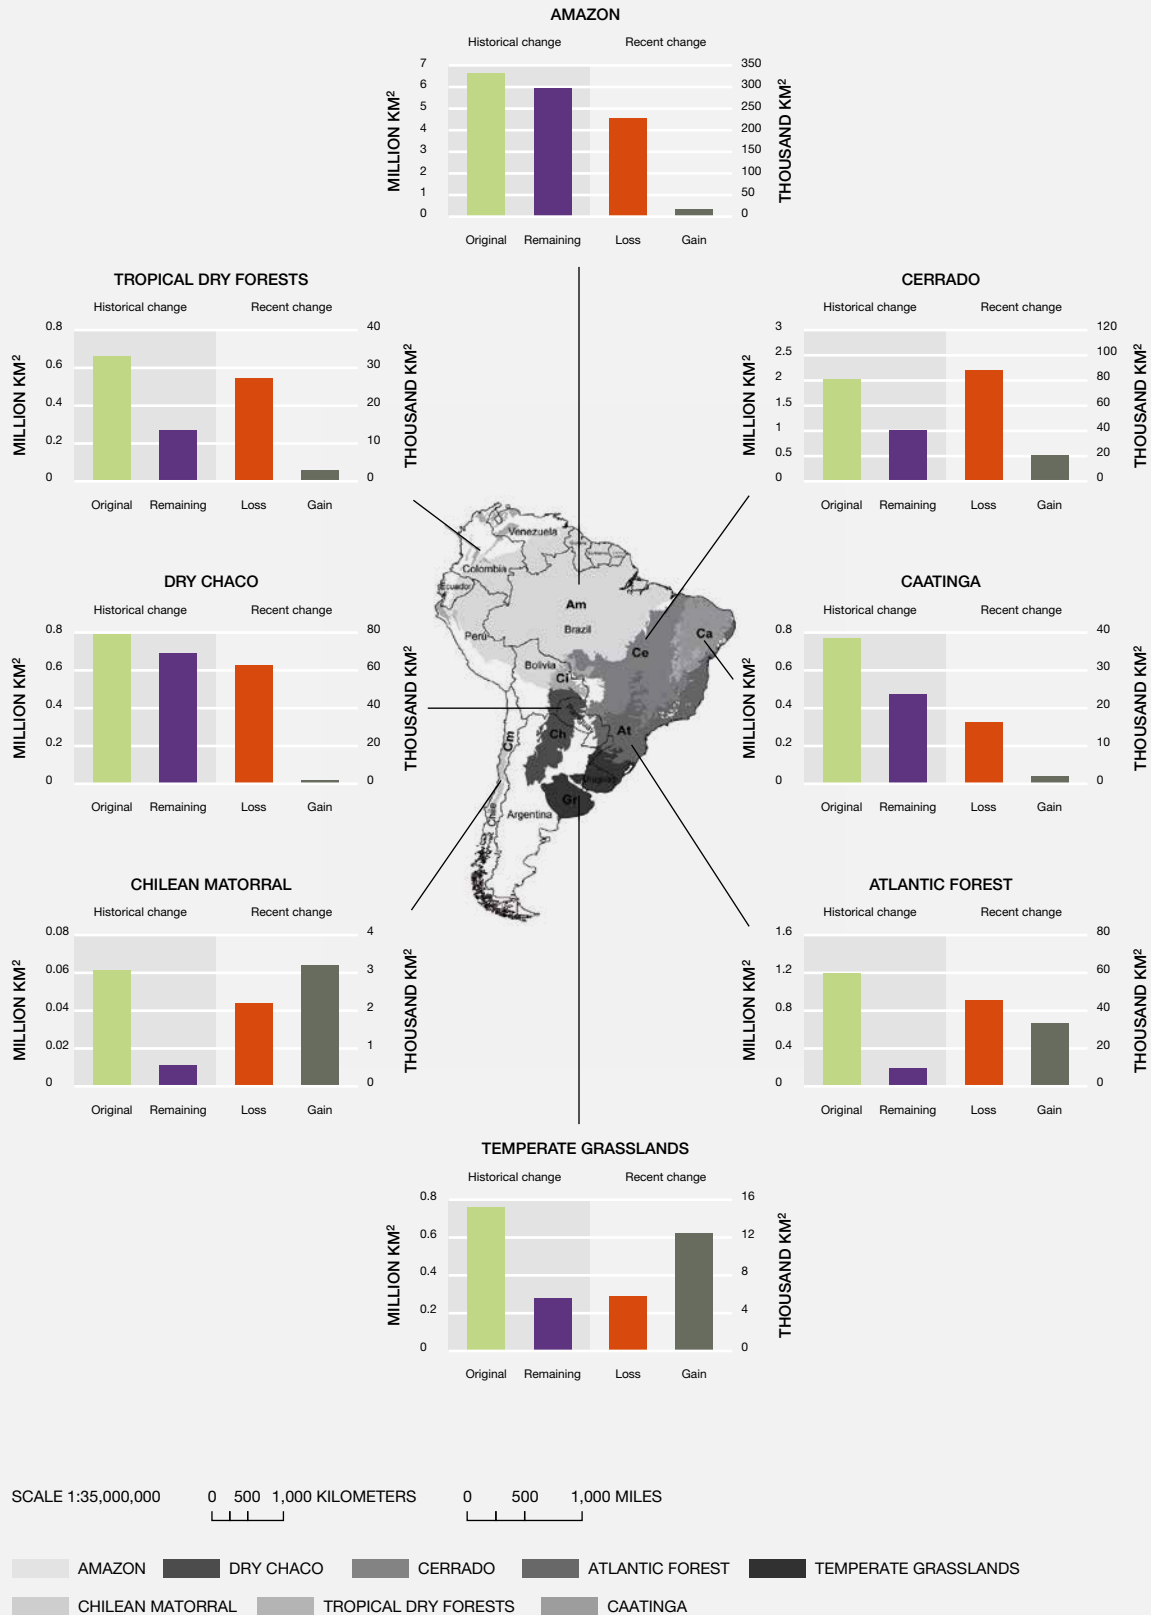 AMAZON
Historical change Recent change
MILLION KM²
7
6
5
4
3
2
1
0
350
300
250
200
150
100
50
0
THOUSAND KM²
Original Remaining Loss Gain
TROPICAL DRY FORESTS
Historical change Recent change
MILLION KM²
0.8
0.6
0.4
0.2
0
40
30
20
10
0
THOUSAND KM²
Original Remaining Loss Gain
CERRADO
Historical change Recent change
MILLION KM²
3
2.5
2
1.5
1
0.5
0
120
100
80
60
40
20
0
THOUSAND KM²
Original Remaining Loss Gain
DRY CHACO
Historical change Recent change
MILLION KM²
0.8
0.6
0.4
0.2
0
80
60
40
20
0
THOUSAND KM²
Original Remaining Loss Gain
Venezuela
Colombia
Ecuador
Am
Brazil
Perú
Ca
Ce
Bolivia
Ci
Cm
Ch
At
Uruguay
Gr
Chile
Argentina
CAATINGA
Historical change Recent change
MILLION KM²
0.8
0.6
0.4
0.2
0
40
30
20
10
0
THOUSAND KM²
Original Remaining Loss Gain
CHILEAN MATORRAL
Historical change Recent change
MILLION KM²
0.08
0.06
0.04
0.02
0
4
3
2
1
0
THOUSAND KM²
Original Remaining Loss Gain
ATLANTIC FOREST
Historical change Recent change
MILLION KM²
1.6
1.2
0.8
0.4
0
80
60
40
20
0
THOUSAND KM²
Original Remaining Loss Gain
TEMPERATE GRASSLANDS
Historical change Recent change
MILLION KM²
0.8
0.6
0.4
0.2
0
16
12
8
4
0
THOUSAND KM²
Original Remaining Loss Gain
SCALE 1:35,000,000 0 500 1,000 KILOMETERS 0 500 1,000 MILES
AMAZON DRY CHACO CERRADO ATLANTIC FOREST TEMPERATE GRASSLANDS
CHILEAN MATORRAL TROPICAL DRY FORESTS CAATINGA